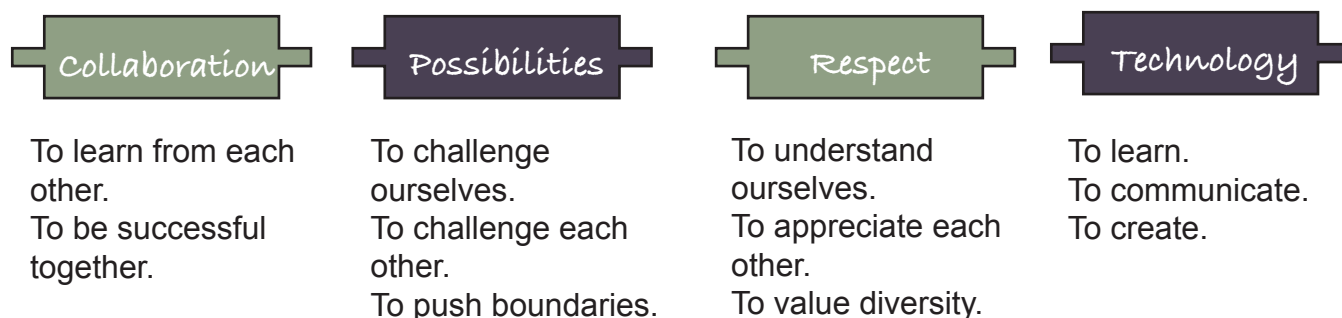 Collaboration
To learn from each
other.
To be successful
together.
Possibilities
To challenge
ourselves.
To challenge each
other.
To push boundaries.
Respect
To understand
ourselves.
To appreciate each
other.
To value diversity.
Technology
To learn.
To communicate.
To create.